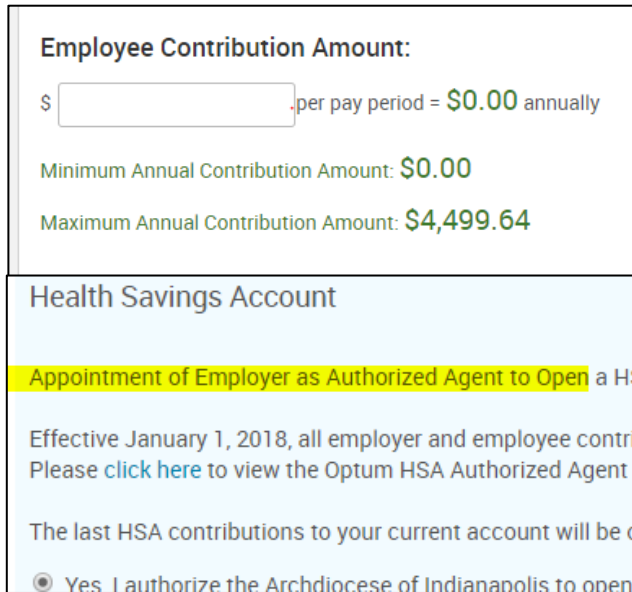 Employee Contribution Amount:
$ .per pay period = $0.00 annually
Minimum Annual Contribution Amount: $0.00
Maximum Annual Contribution Amount: $4,499.64
Health Savings Account
Appointment of Employer as Authorized Agent to Open a
Effective January 1, 2018, all employer and employee
Please click here to view the Optum HSA Authorized Agent
The last HSA contributions to your current account will be
Yes, I authorize the Archdiocese of Indianapolis to open